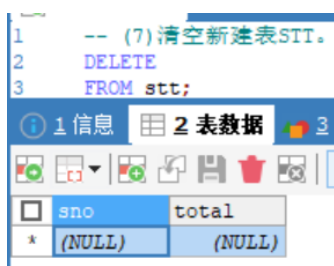 1 -- (7)清空新建表STT。
2 DELETE
3 FROM stt;
1 信息 2 表数据 3
sno total
* (NULL) (NULL)